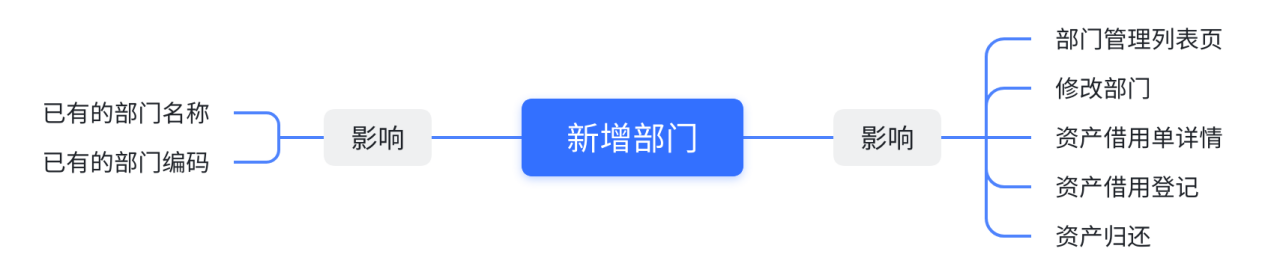 已有的部门名称
已有的部门编码
影响
新增部门
影响
部门管理列表页
修改部门
资产借用单详情
资产借用登记
资产归还